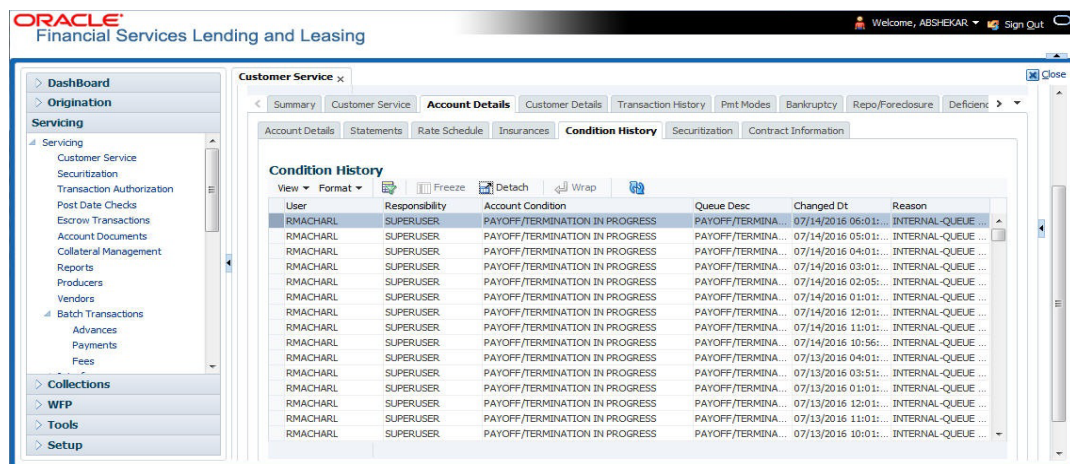 ORACLE
Financial Services Lending and Leasing
Welcome, ABSHEKAR Sign Out
DashBoard
Origination
Servicing
Servicing
Customer Service
Securitization
Transaction Authorization
Post Date Checks
Escrow Transactions
Account Documents
Collateral Management
Reports
Producers
Vendors
Batch Transactions
Advances
Payments
Fees
Collections
WFP
Tools
Setup
Customer Service x
Close
Summary Customer Service Account Details Customer Details Transaction History Pmt Modes Bankruptcy Repo/Foreclosure Deficienc
Account Details Statements Rate Schedule Insurances Condition History Securitization Contract Information
Condition History
View Format Freeze Detach Wrap
User Responsibility Account Condition Queue Desc Changed Dt Reason
RMACHARL SUPERUSER PAYOFF/TERMINATION IN PROGRESS PAYOFF/TERMINA... 07/14/2016 06:01:... INTERNAL-QUEUE ...
RMACHARL SUPERUSER PAYOFF/TERMINATION IN PROGRESS PAYOFF/TERMINA... 07/14/2016 05:01:... INTERNAL-QUEUE ...
RMACHARL SUPERUSER PAYOFF/TERMINATION IN PROGRESS PAYOFF/TERMINA... 07/14/2016 04:01:... INTERNAL-QUEUE ...
RMACHARL SUPERUSER PAYOFF/TERMINATION IN PROGRESS PAYOFF/TERMINA... 07/14/2016 03:01:... INTERNAL-QUEUE ...
RMACHARL SUPERUSER PAYOFF/TERMINATION IN PROGRESS PAYOFF/TERMINA... 07/14/2016 02:05:... INTERNAL-QUEUE ...
RMACHARL SUPERUSER PAYOFF/TERMINATION IN PROGRESS PAYOFF/TERMINA... 07/14/2016 01:01:... INTERNAL-QUEUE ...
RMACHARL SUPERUSER PAYOFF/TERMINATION IN PROGRESS PAYOFF/TERMINA... 07/14/2016 12:01:... INTERNAL-QUEUE ...
RMACHARL SUPERUSER PAYOFF/TERMINATION IN PROGRESS PAYOFF/TERMINA... 07/14/2016 11:01:... INTERNAL-QUEUE ...
RMACHARL SUPERUSER PAYOFF/TERMINATION IN PROGRESS PAYOFF/TERMINA... 07/14/2016 10:56:... INTERNAL-QUEUE ...
RMACHARL SUPERUSER PAYOFF/TERMINATION IN PROGRESS PAYOFF/TERMINA... 07/13/2016 04:01:... INTERNAL-QUEUE ...
RMACHARL SUPERUSER PAYOFF/TERMINATION IN PROGRESS PAYOFF/TERMINA... 07/13/2016 03:51:... INTERNAL-QUEUE ...
RMACHARL SUPERUSER PAYOFF/TERMINATION IN PROGRESS PAYOFF/TERMINA... 07/13/2016 01:01:... INTERNAL-QUEUE ...
RMACHARL SUPERUSER PAYOFF/TERMINATION IN PROGRESS PAYOFF/TERMINA... 07/13/2016 12:01:... INTERNAL-QUEUE ...
RMACHARL SUPERUSER PAYOFF/TERMINATION IN PROGRESS PAYOFF/TERMINA... 07/13/2016 11:01:... INTERNAL-QUEUE ...
RMACHARL SUPERUSER PAYOFF/TERMINATION IN PROGRESS PAYOFF/TERMINA... 07/13/2016 10:01:... INTERNAL-QUEUE ...